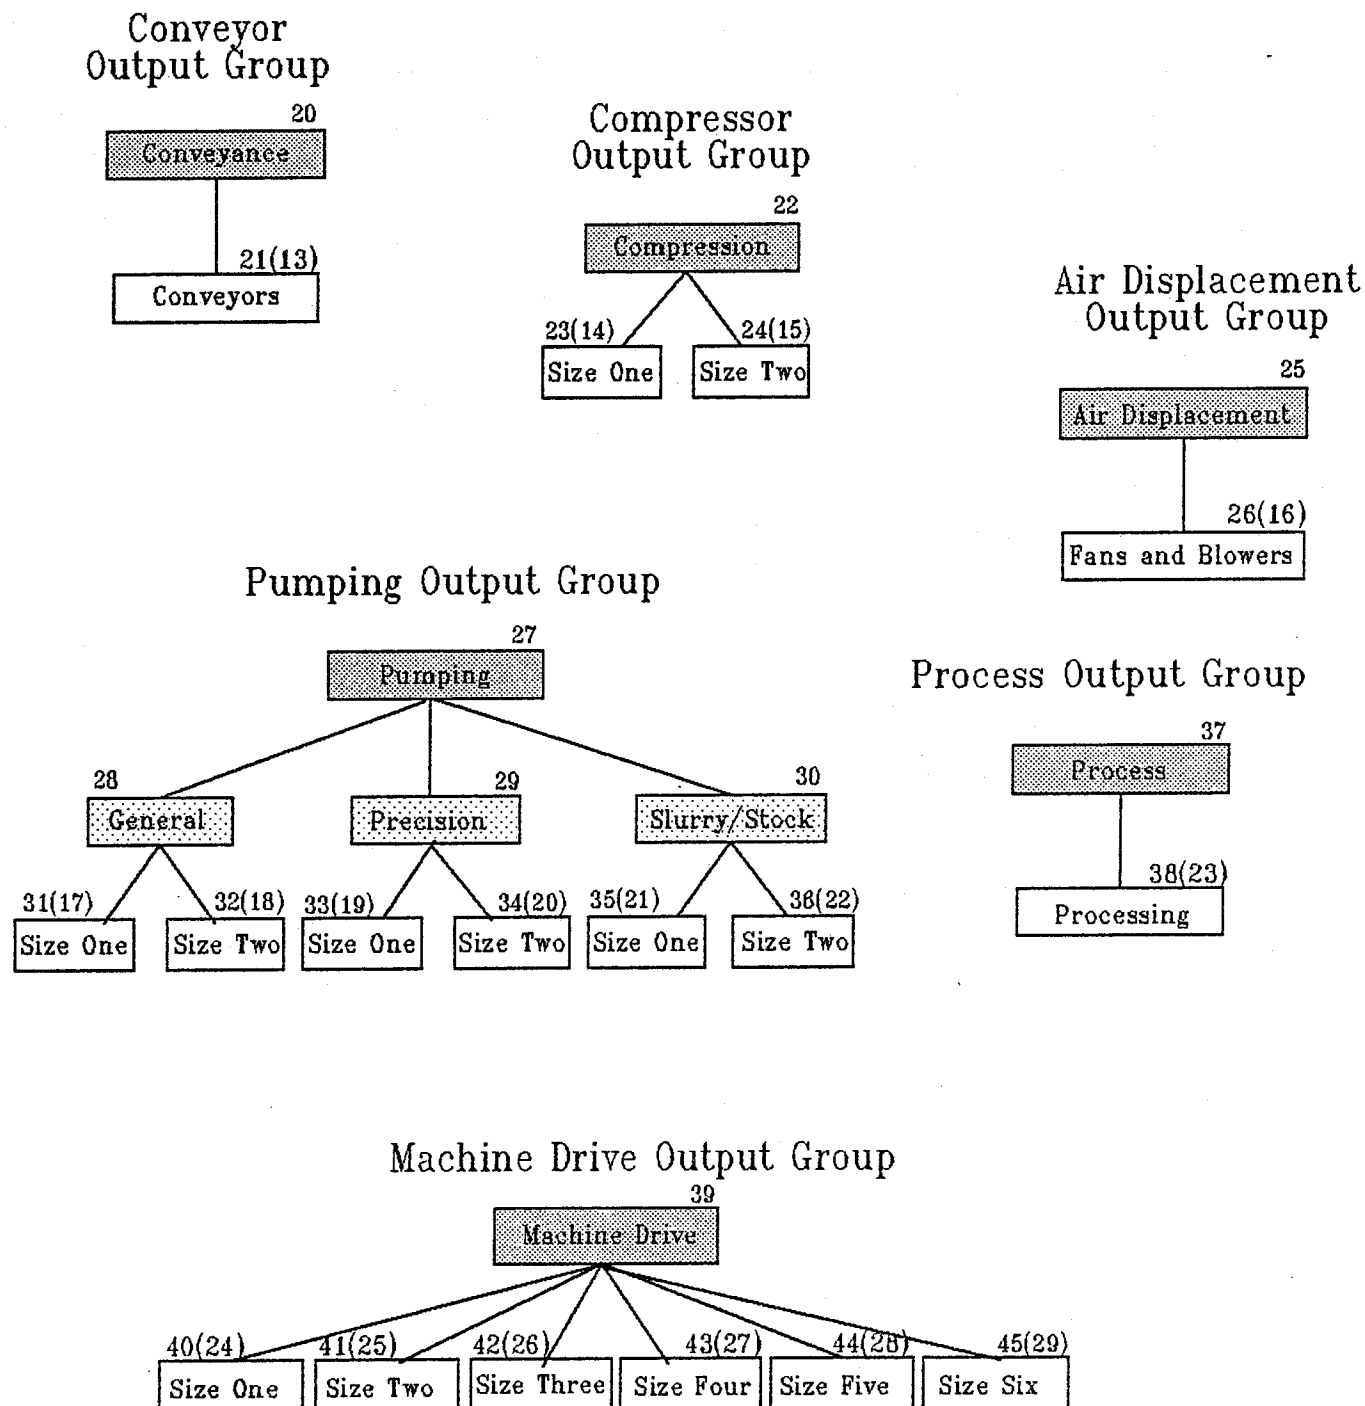 Conveyor
Output Group
20
Conveyance
21(13)
Conveyors
Compressor
Output Group
22
Compression
23(14)
24(15)
Size One
Size Two
Air Displacement
Output Group
25
Air Displacement
26(16)
Fans and Blowers
Pumping Output Group
27
Pumping
28
29
30
General
Precision
Slurry/Stock
31(17)
32(18)
33(19)
34(20)
35(21)
36(22)
Size One
Size Two
Size One
Size Two
Size One
Size Two
Process Output Group
37
Process
38(23)
Processing
Machine Drive Output Group
39
Machine Drive
40(24)
41(25)
42(26)
43(27)
44(28)
45(29)
Size One
Size Two
Size Three
Size Four
Size Five
Size Six